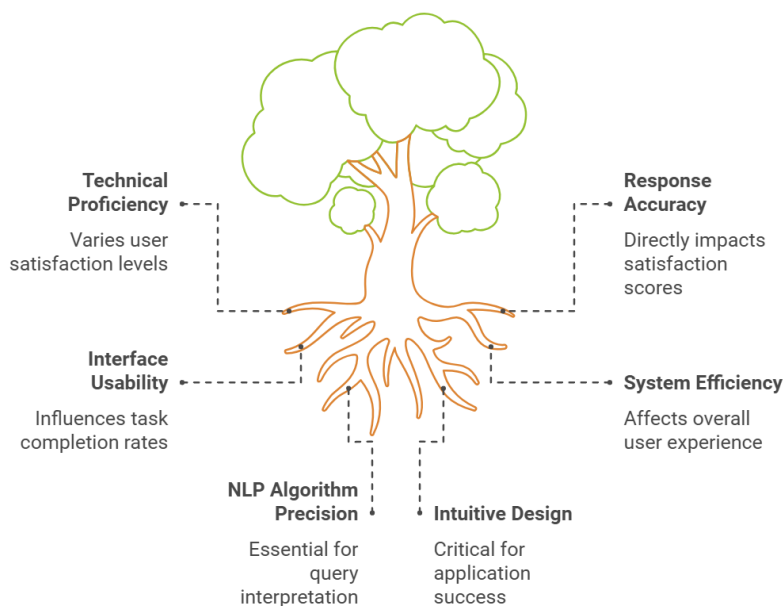 Technical
Proficiency
Varies user
satisfaction levels
Response
Accuracy
Directly impacts
satisfaction
scores
Interface
Usability
Influences task
completion rates
System Efficiency
Affects overall
user experience
NLP Algorithm
Precision
Essential for
query
interpretation
Intuitive Design
Critical for
application
success